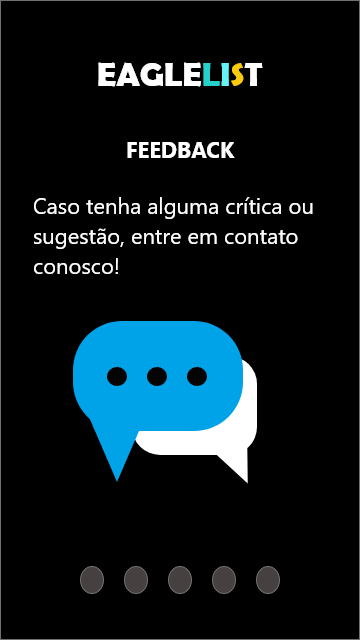 EAGLELIST
FEEDBACK
Caso tenha alguma crítica ou
sugestão, entre em contato
conosco!